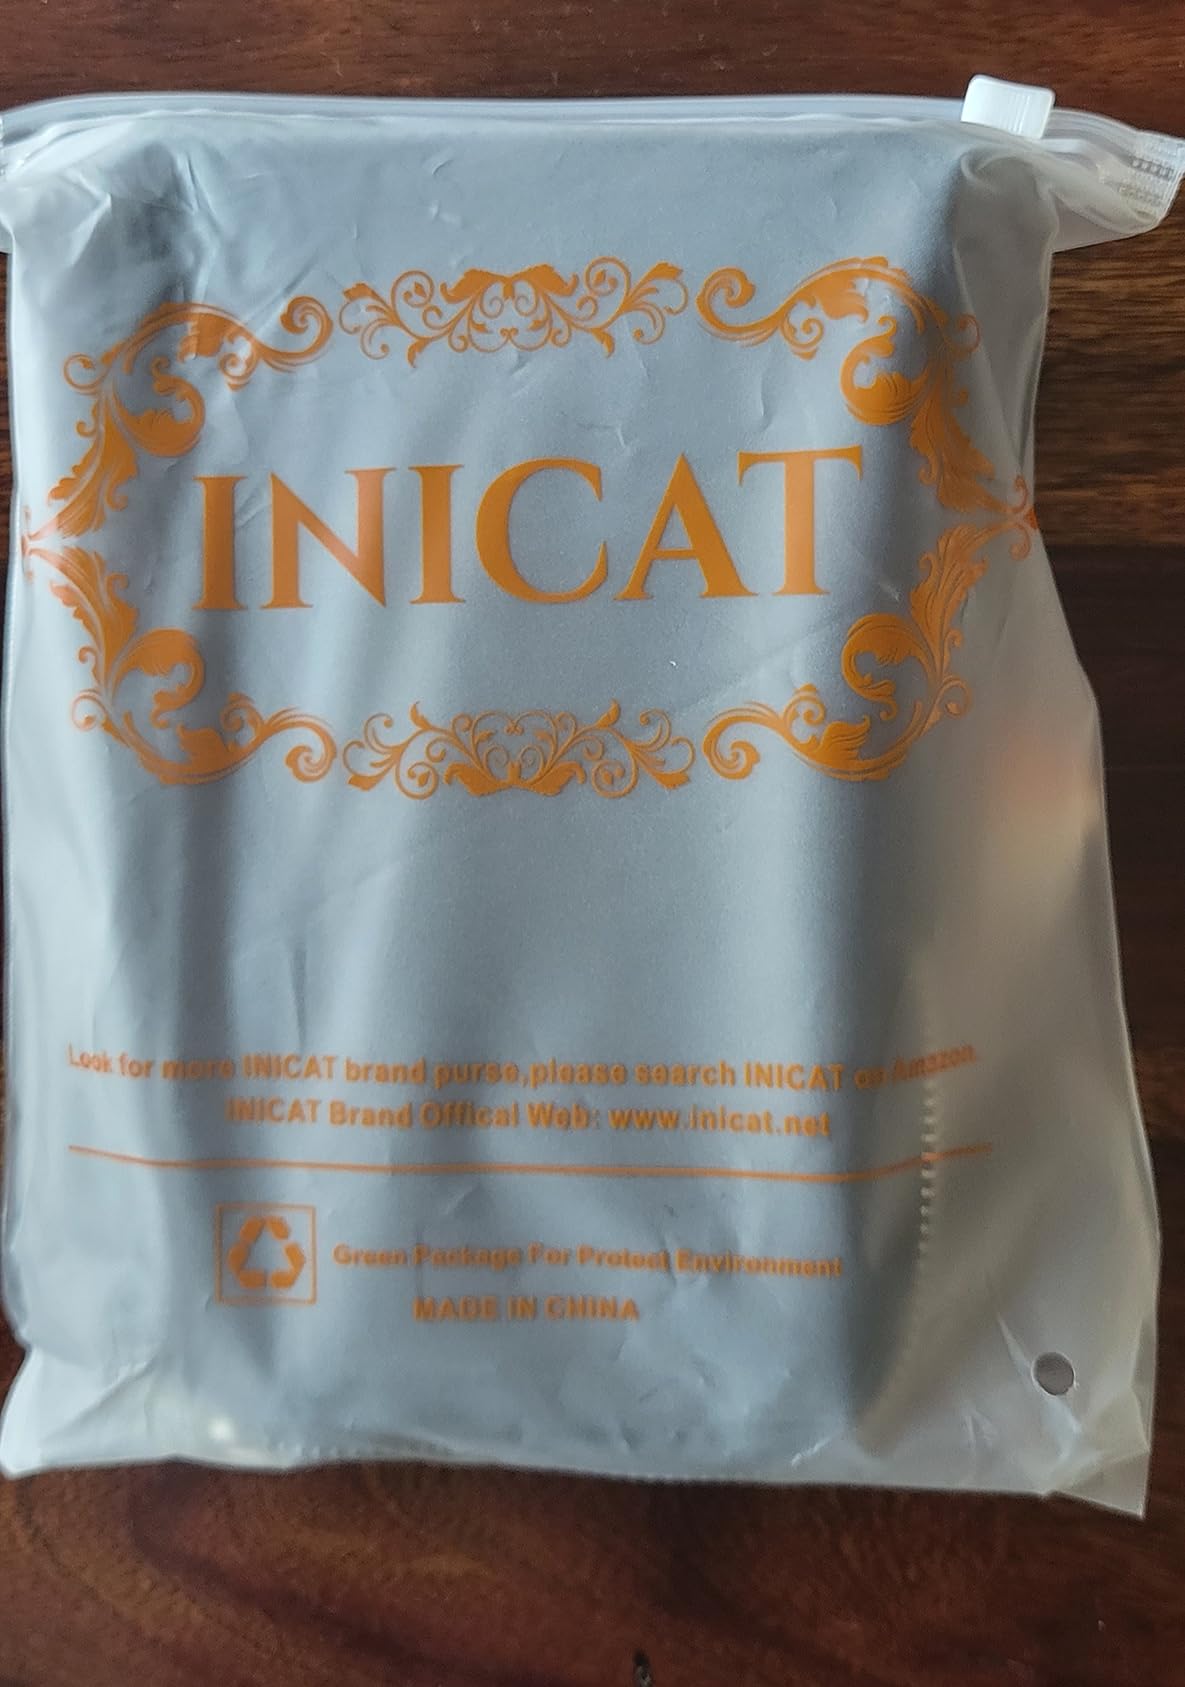 INICAT
Look for more INICAT brand purse,please search INICAT on Amazon.
INICAT Brand Offical Web: www.inicat.net
Green Package For Protect Environment
MADE IN CHINA